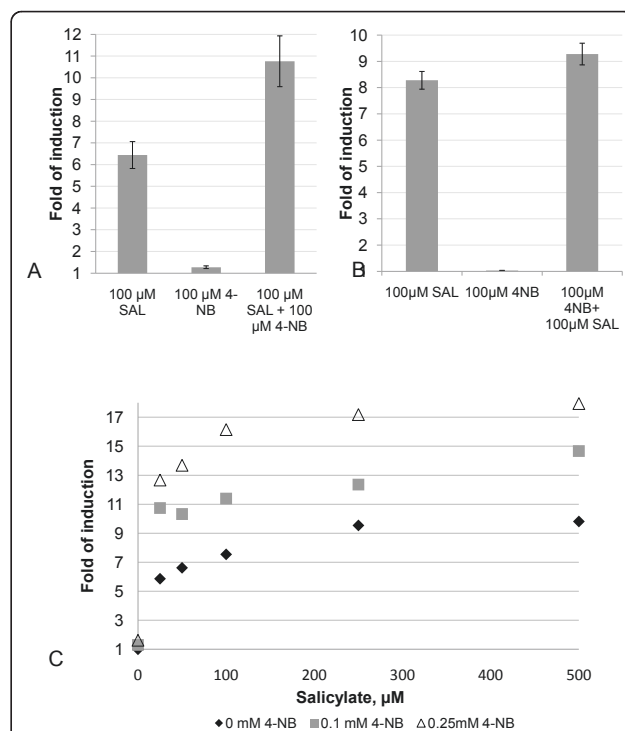 12
11
10
9
8
7
6
5
4
3
2
1
Fold of induction
A
100 µM
SAL
100 µM 4-
NB
100 µM
SAL + 100
µM 4-NB
10
9
8
7
6
5
4
3
2
1
Fold of induction
B
100µM SAL
100µM 4NB
100µM
4NB+
100µM SAL
17
15
13
11
9
7
5
3
1
Fold of induction
C
0 100 200 300 400 500
Salicylate, µM
0 mM 4-NB 0.1 mM 4-NB 0.25mM 4-NB